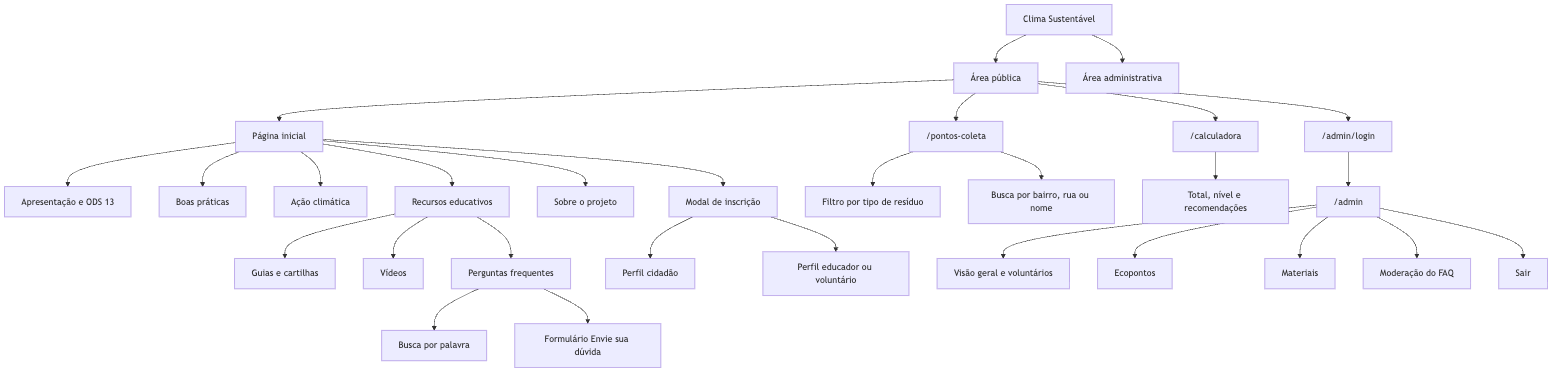 Clima Sustentável
Área pública
Área administrativa
Página inicial
/pontos-coleta
/calculadora
/admin/login
Apresentação e ODS 13
Boas práticas
Ação climática
Recursos educativos
Sobre o projeto
Modal de inscrição
Filtro por tipo de resíduo
Busca por bairro, rua ou
nome
Total, nível e
recomendações
/admin
Guias e cartilhas
Vídeos
Perguntas frequentes
Perfil cidadão
Perfil educador ou
voluntário
Visão geral e voluntários
Ecopontos
Materiais
Moderação do FAQ
Sair
Busca por palavra
Formulário Envie sua
dúvida